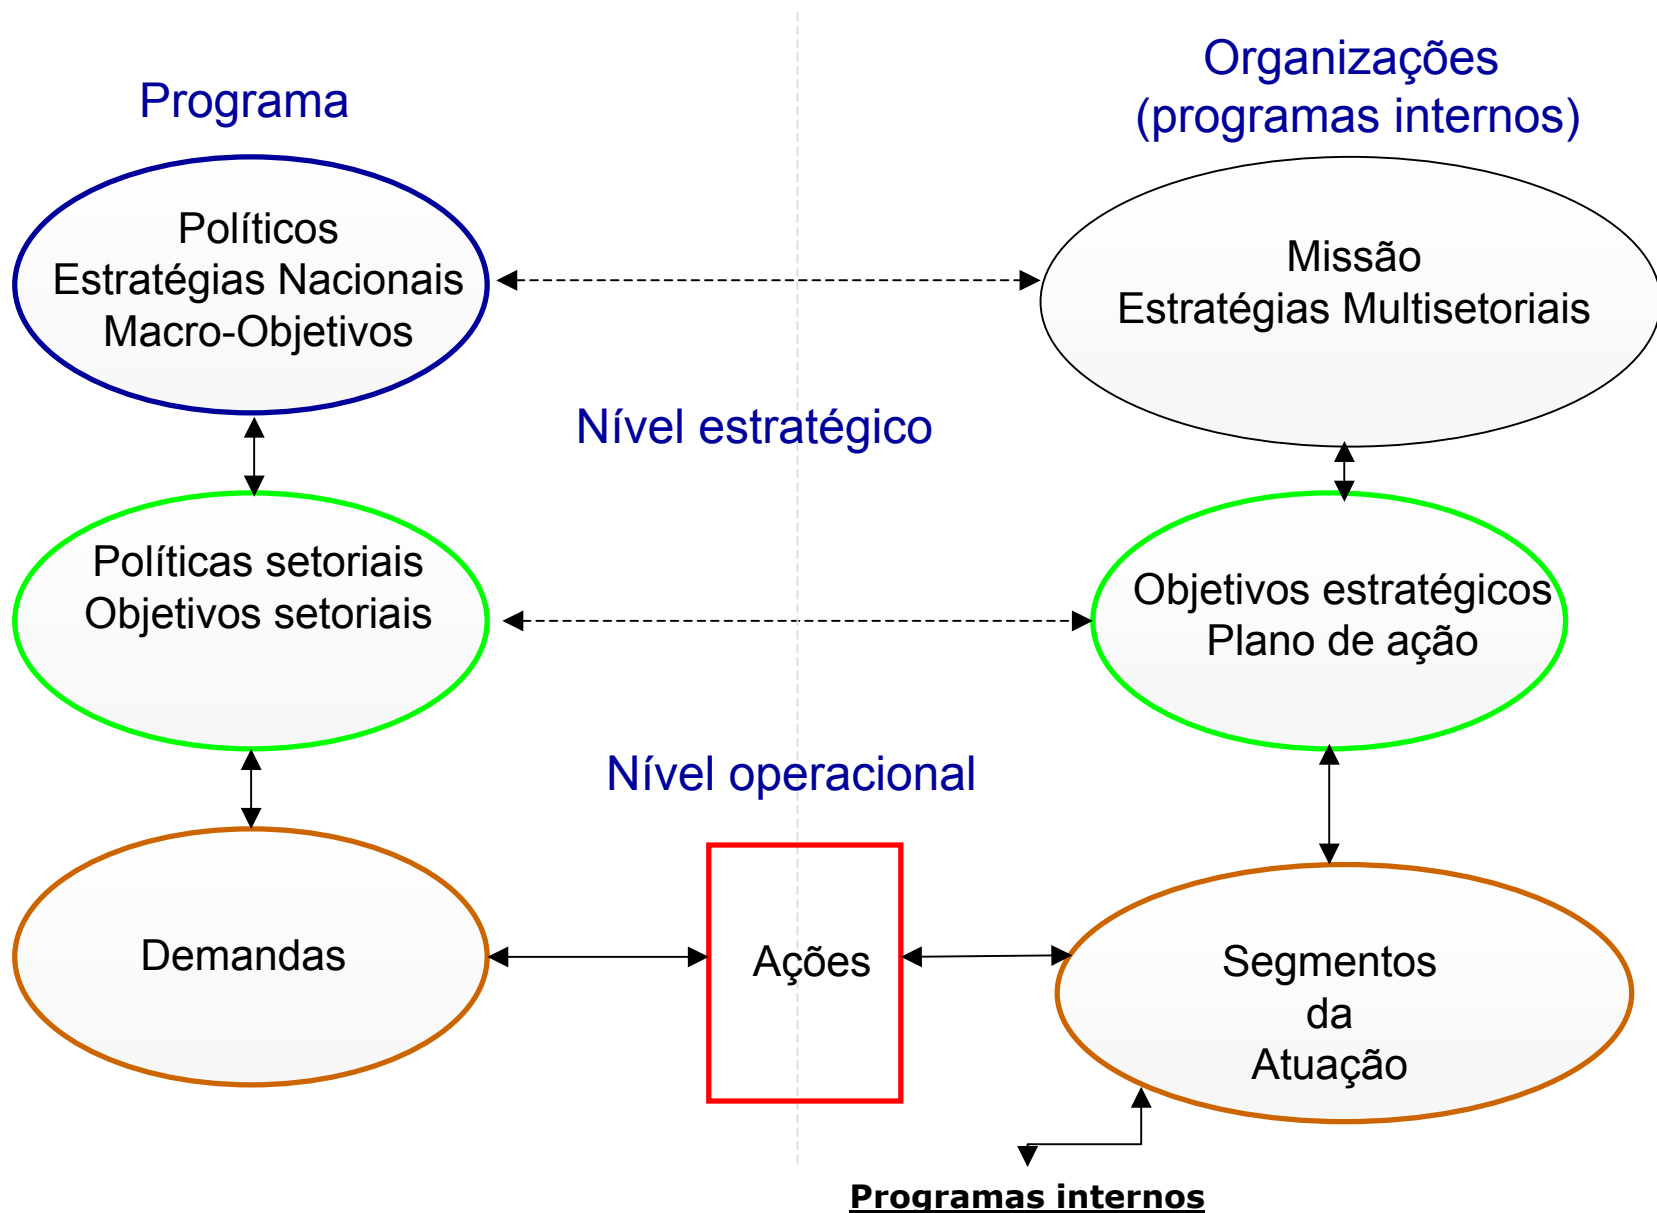 Programa
Organizações
(programas internos)
Políticos
Estratégias Nacionais
Macro-Objetivos
Missão
Estratégias Multisetoriais
Nível estratégico
Políticas setoriais
Objetivos setoriais
Objetivos estratégicos
Plano de ação
Nível operacional
Demandas
Ações
Segmentos
da
Atuação
Programas internos